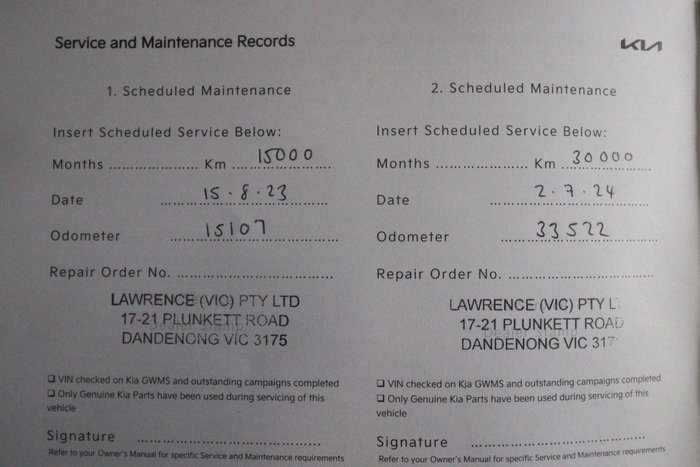 Service and Maintenance Records
KIA
1. Scheduled Maintenance
Insert Scheduled Service Below:
Months .................... Km 15000
Date 15.8.23
Odometer 15107
Repair Order No. ..................................
Dealer Stamp
LAWRENCE (VIC) PTY LTD
17-21 PLUNKETT ROAD
DANDENONG VIC 3175
❑ VIN checked on Kia GWMS and outstanding campaigns completed
❑ Only Genuine Kia Parts have been used during servicing of this
vehicle
Signature ........................................
Refer to your Owner's Manual for specific Service and Maintenance requirements
2. Scheduled Maintenance
Insert Scheduled Service Below:
Months .................... Km 30000
Date 2.7.24
Odometer 33522
Repair Order No. ..................................
Dealer Stamp
LAWRENCE (VIC) PTY L
17-21 PLUNKETT ROAD
DANDENONG VIC 317
❑ VIN checked on Kia GWMS and outstanding campaigns completed
❑ Only Genuine Kia Parts have been used during servicing of this
vehicle
Signature ........................................
Refer to your Owner's Manual for specific Service and Maintenance requirements